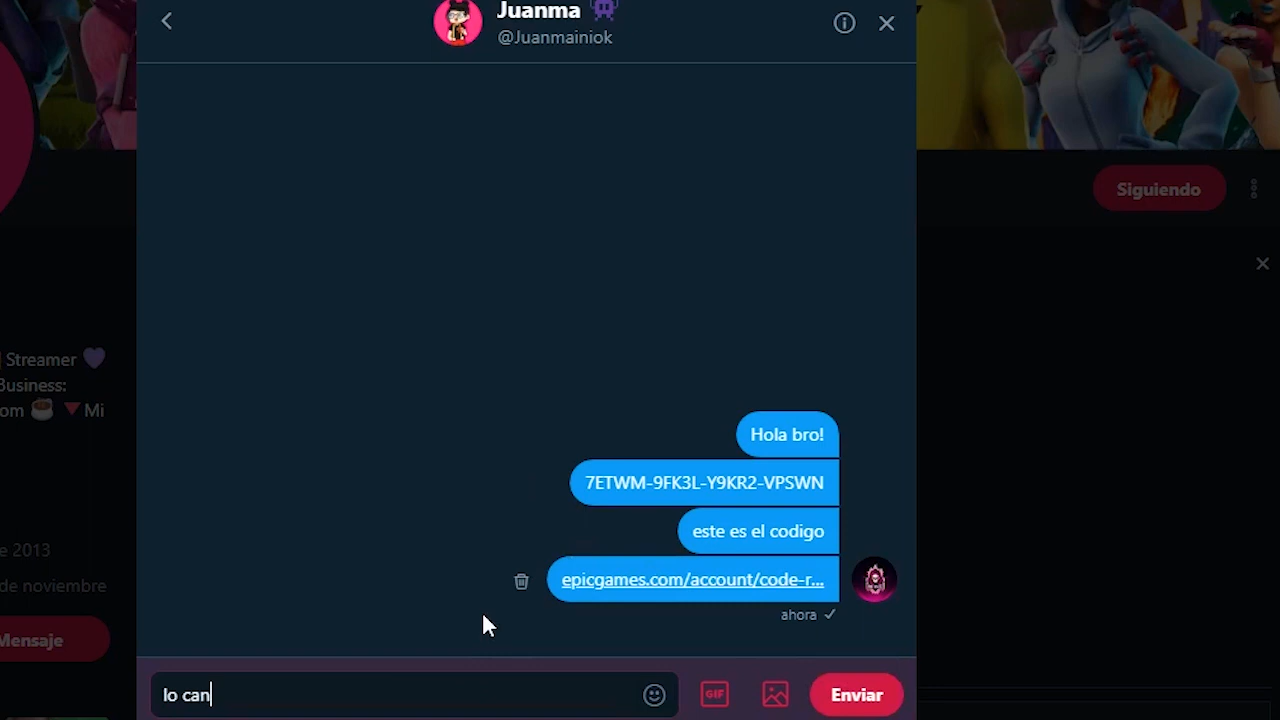 Juanma
@Juanmainiok
Siguiendo
Streamer
Business:
om Mi
Hola bro!
7ETWM-9FK3L-Y9KR2-VPSWN
este es el codigo
e 2013
epicgames.com/account/code-r...
de noviembre
ahora
Mensaje
lo can
GIF
Enviar